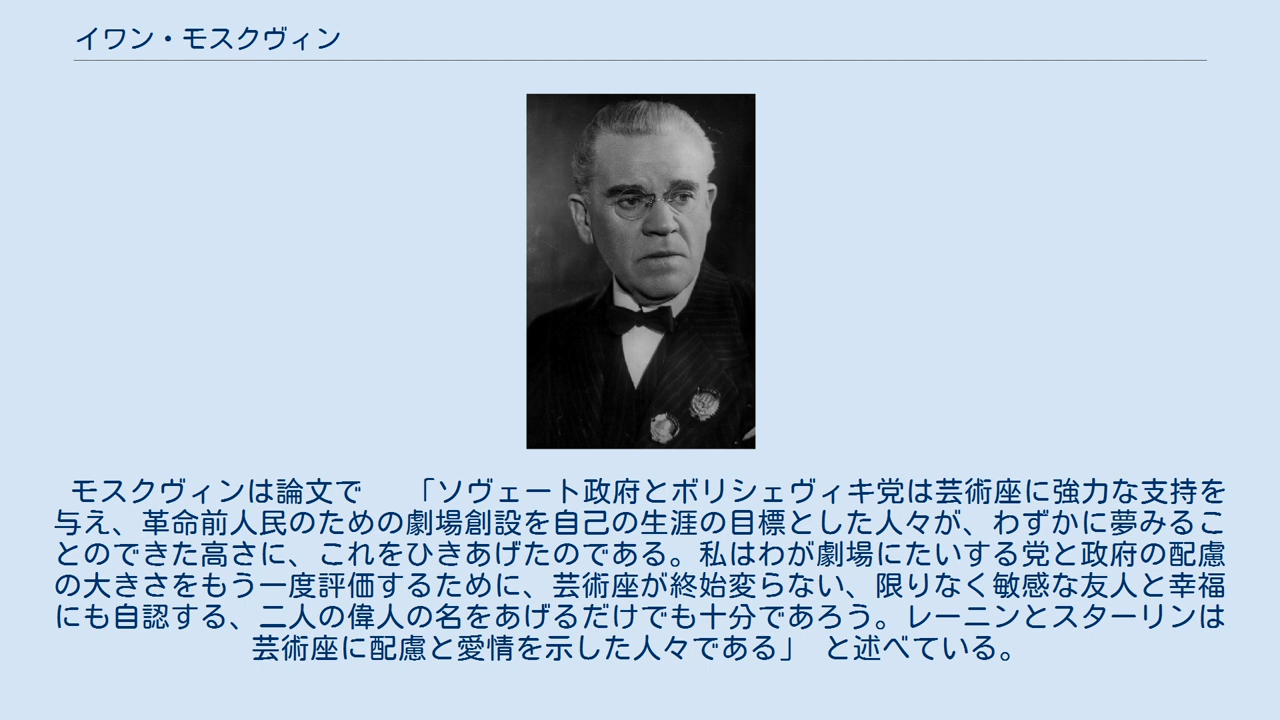 イワン・モスクヴィン
モスクヴィンは論文で　「ソヴェート政府とボリシェヴィキ党は芸術座に強力な支持を
与え、革命前人民のための劇場創設を自己の生涯の目標とした人々が、わずかに夢みるこ
とのできた高さに、これをひきあげたのである。私はわが劇場にたいする党と政府の配慮
の大きさをもう一度評価するために、芸術座が終始変らない、限りなく敏感な友人と幸福
にも自認する、二人の偉人の名をあげるだけでも十分であろう。レーニンとスターリンは
芸術座に配慮と愛情を示した人々である」　と述べている。